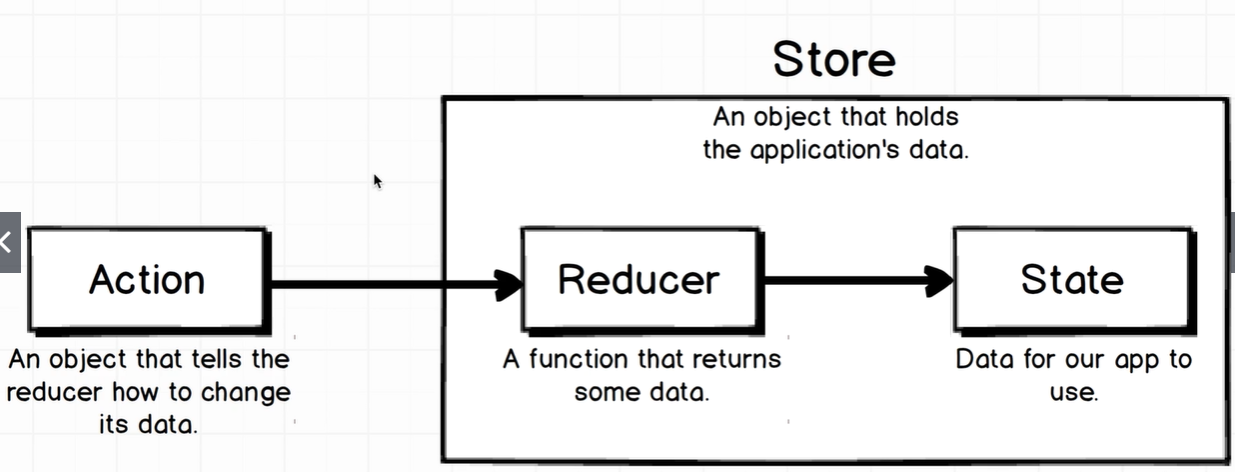 Store
An object that holds
the application's data.
Action
An object that tells the
reducer how to change
its data.
Reducer
A function that returns
some data.
State
Data for our app to
use.